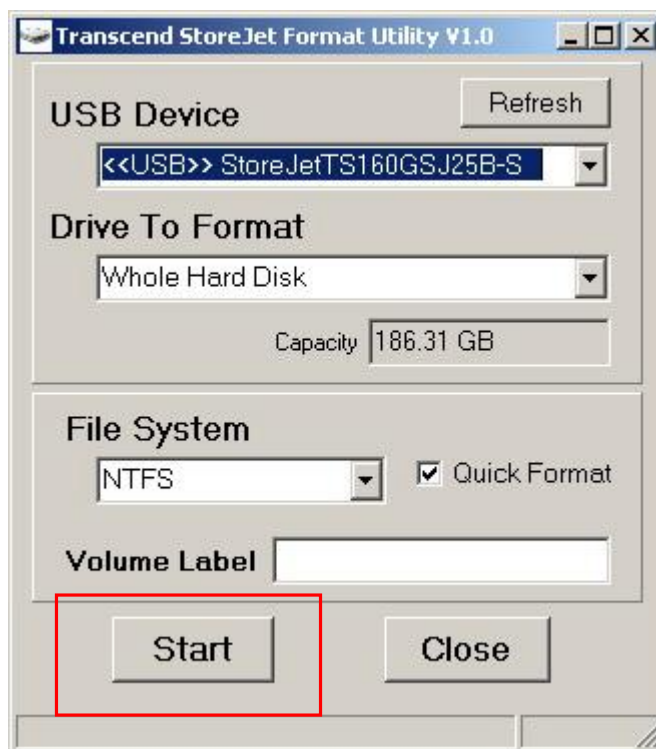 Transcend StoreJet Format Utility V1.0
USB Device
Refresh
<<USB>> StoreJetTS160GSJ25B-S
Drive To Format
Whole Hard Disk
Capacity 186.31 GB
File System
NTFS
Quick Format
Volume Label
Start
Close